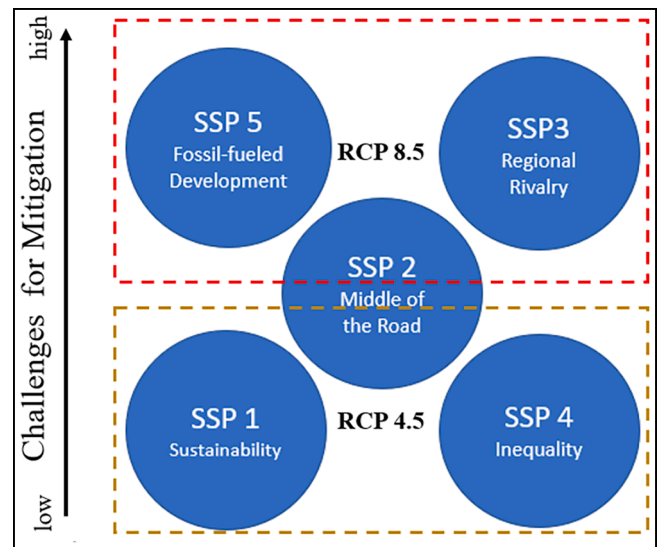 high
Challenges for Mitigation
low
SSP 5
Fossil-fueled
Development
RCP 8.5
SSP3
Regional
Rivalry
SSP 2
Middle of
the Road
SSP 1
Sustainability
RCP 4.5
SSP 4
Inequality